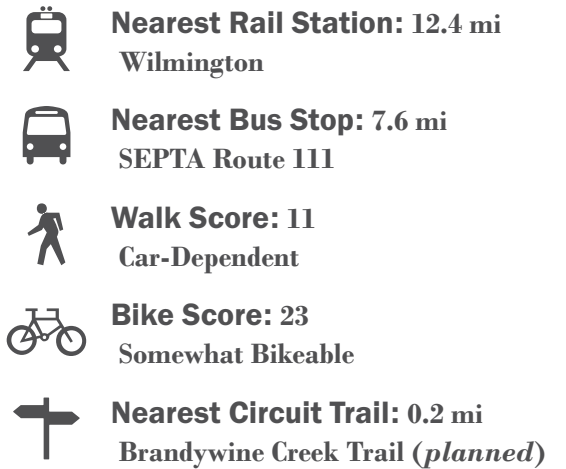 Nearest Rail Station: 12.4 mi
Wilmington
Nearest Bus Stop: 7.6 mi
SEPTA Route 111
Walk Score: 11
Car-Dependent
Bike Score: 23
Somewhat Bikeable
Nearest Circuit Trail: 0.2 mi
Brandywine Creek Trail (planned)